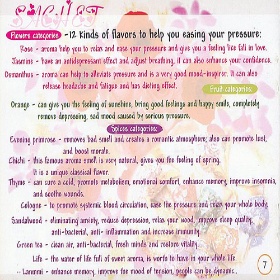 SACHET
Flowers categories -12 Kinds of flavors to help you easing your pressure:
Rose - aroma help you to relax and ease your pressure and give you a feeling like fall in love.
Jasmine - have an antidepressant effect and adjust breathing, it can also enhance your confidence.
Osmanthus - aroma can help to alleviate pressure and is a very good mood-inspirer. It can also
release headache and fatigue and has dieting effect.
Fruit categories:
Orange - can give you the feeling of sunshine, bring good feelings and happy smile, completely
remove depressing, sad mood caused by serious pressure.
Spices categories:
Evening primrose - removes bad smell and creates a romantic atmosphere; also can promote lust,
and boost morale.
Chichi - this famous aroma smell is very natural, gives you the feeling of spring.
It is a unique classical flavor.
Thyme - can cure a cold, promote metabolism, emotional comfort, enhance memory, improve insomnia,
and soothe wounds.
Cologne - to promote systemic blood circulation, ease the pressure and relax your whole body.
Sandalwood - eliminating anxiety, reduce depression, relax your mood, improve sleep quality,
anti-bacterial, anti- inflammation and increase immunity.
Green tea - clean air, anti-bacterial, fresh minds and restore vitality.
Life - the water of life full of sweet aroma, is worth to have in your whole life.
- enhance memory, improve for mood of tension, people can be dynamic.
7